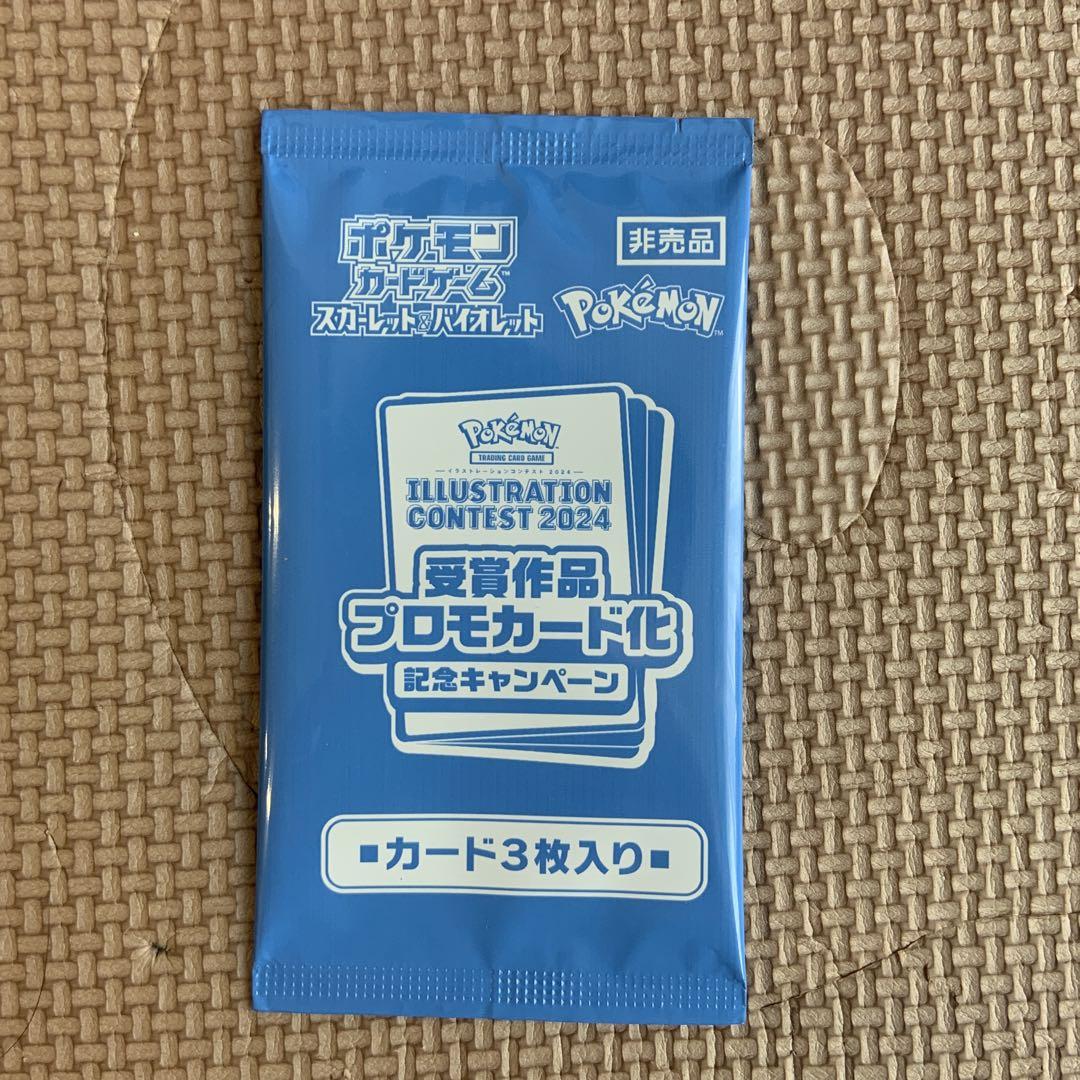 ポケモン
カードゲーム™
スカーレット&バイオレット
非売品
POKéMON™
POKéMON
TRADING CARD GAME
イラストレーションコンテスト 2024
ILLUSTRATION
CONTEST 2024
受賞作品
プロモカード化
記念キャンペーン
■カード3枚入り■